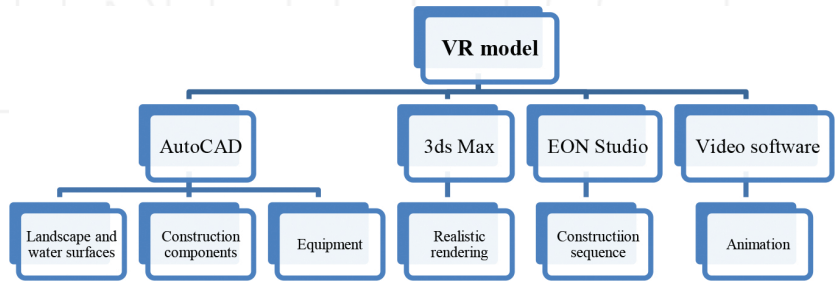 VR model
AutoCAD
3ds Max
EON Studio
Video software
Landscape and
water surfaces
Construction
components
Equipment
Realistic
rendering
Constructiion
sequence
Animation